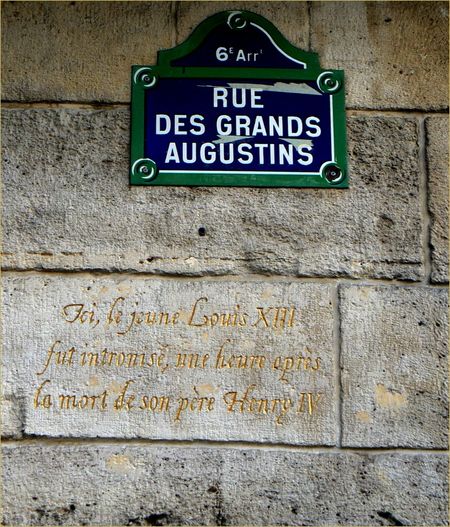 6E Arrt
RUE
DES GRANDS
AUGUSTINS
Ici, le jeune Louis XIII
fut intronisé, une heure après
la mort de son père Henry IV